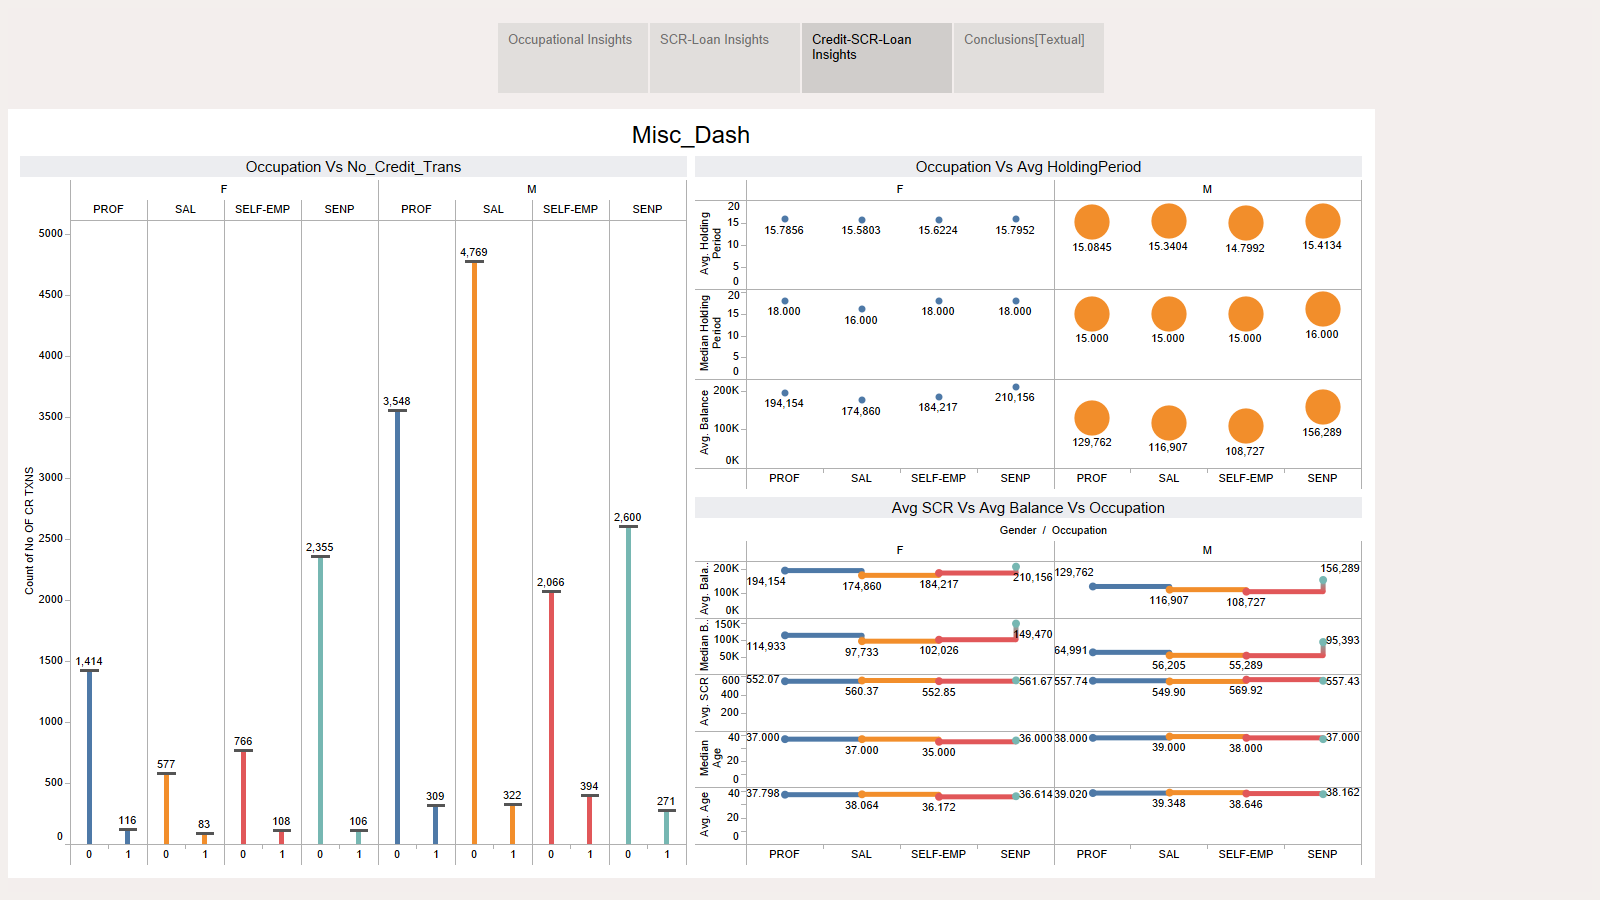 Occupational Insights
SCR-Loan Insights
Credit-SCR-Loan
Insights
Conclusions[Textual]
Misc_Dash
Occupation Vs No_Credit_Trans
F M
PROF SAL SELF-EMP SENP PROF SAL SELF-EMP SENP
Count of No OF CR TXNS
5000
4500
4000
3500
3000
2500
2000
1500
1000
500
0
1,414 116
577 83
766 108
2,355 106
3,548 309
4,769 322
2,066 394
2,600 271
0 1 0 1 0 1 0 1 0 1 0 1 0 1 0 1
Occupation Vs Avg HoldingPeriod
F M
Avg. Holding
Period
20
15
10
5
0
15.7856 15.5803 15.6224 15.7952 15.0845 15.3404 14.7992 15.4134
Median Holding
Period
20
15
10
5
0
18.000 16.000 18.000 18.000 15.000 15.000 15.000 16.000
Avg. Balance
200K
100K
0K
194,154 174,860 184,217 210,156 129,762 116,907 108,727 156,289
PROF SAL SELF-EMP SENP PROF SAL SELF-EMP SENP
Avg SCR Vs Avg Balance Vs Occupation
Gender / Occupation
F M
Avg. Bala..
200K
100K
0K
194,154 174,860 184,217 210,156 129,762 116,907 108,727 156,289
Median B..
150K
100K
50K
114,933 97,733 102,026 149,470 64,991 56,205 55,289 95,393
Avg. SCR
600
400
200
552.07 560.37 552.85 561.67 557.74 549.90 569.92 557.43
Median
Age
40
20
0
37.000 37.000 35.000 36.000 38.000 39.000 38.000 37.000
Avg. Age
40
20
0
37.798 38.064 36.172 36.614 39.020 39.348 38.646 38.162
PROF SAL SELF-EMP SENP PROF SAL SELF-EMP SENP